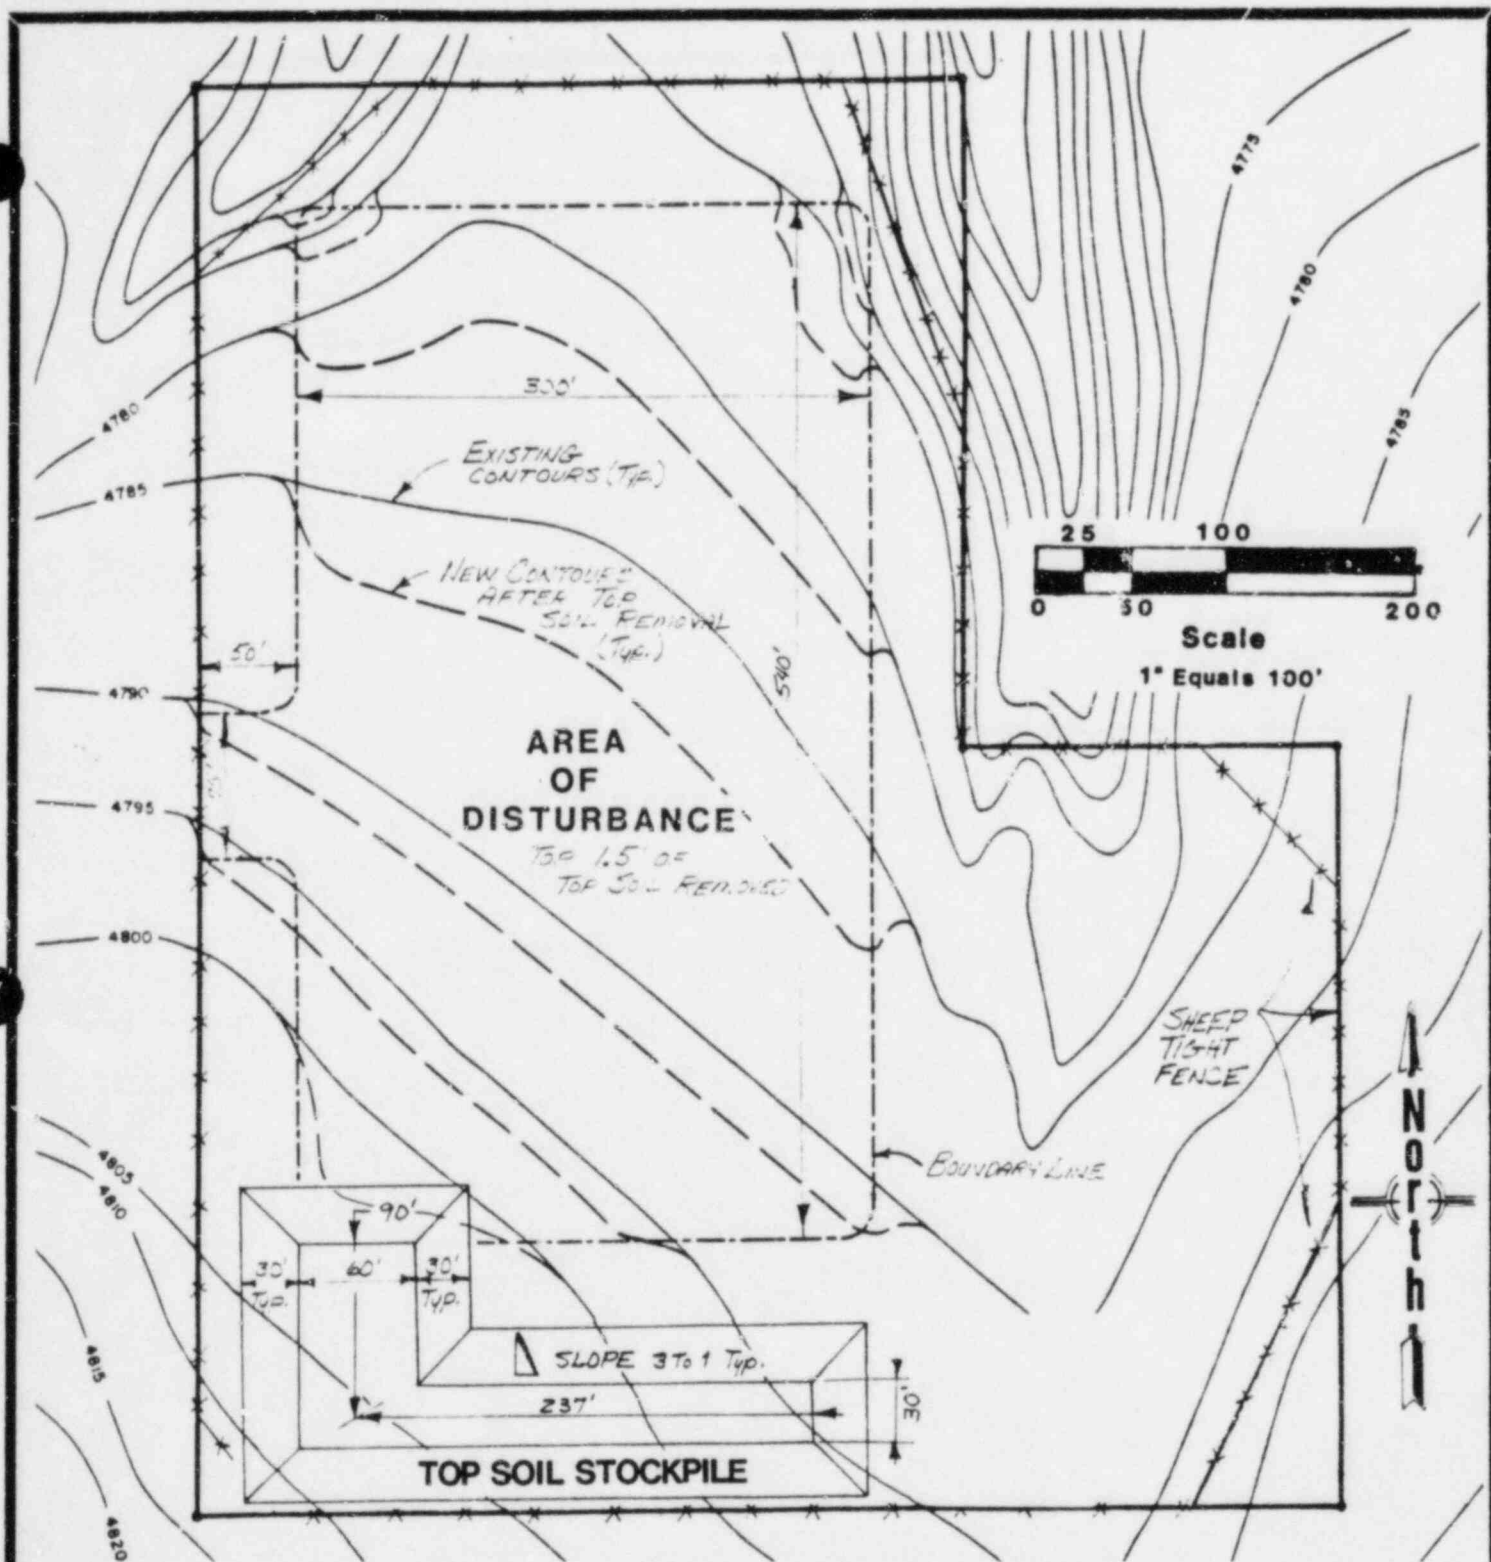 4775
4780
4785
4780
300'
EXISTING
CONTOURS (TYP.)
4785
25 100
0 50 200
Scale
1" Equals 100'
NEW CONTOURS
AFTER TOP
SOIL REMOVAL
(TYP.)
50'
540'
4790
AREA
OF
DISTURBANCE
TOP 1.5' OF
TOP SOIL REMOVED
4795
4800
SHEEP
TIGHT
FENCE
North
BOUNDARY LINE
4805
4810
90'
30'
TYP.
60'
30'
TYP.
SLOPE 3 TO 1 TYP.
237'
30'
4815
TOP SOIL STOCKPILE
4820